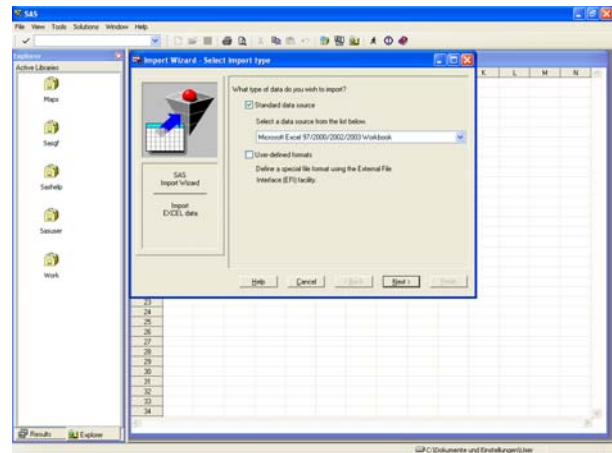 SAS
File View Tools Solutions Window Help
Explorer
Active Libraries
Maps
Sashelp
Sasuser
Work
Import Wizard - Select import type
What type of data do you wish to import?
Standard data source
Select a data source from the list below.
Microsoft Excel 97/2000/2002/2003 Workbook
User-defined formats
Define a special file format using the External File
Interface (EFI) facility.
SAS
Import Wizard
Import
EXCEL data
Help Cancel < Back Next > Finish
K L M N
23
24
25
26
27
28
29
30
31
32
33
34
Results Explorer
C:\Dokumente und Einstellungen\User